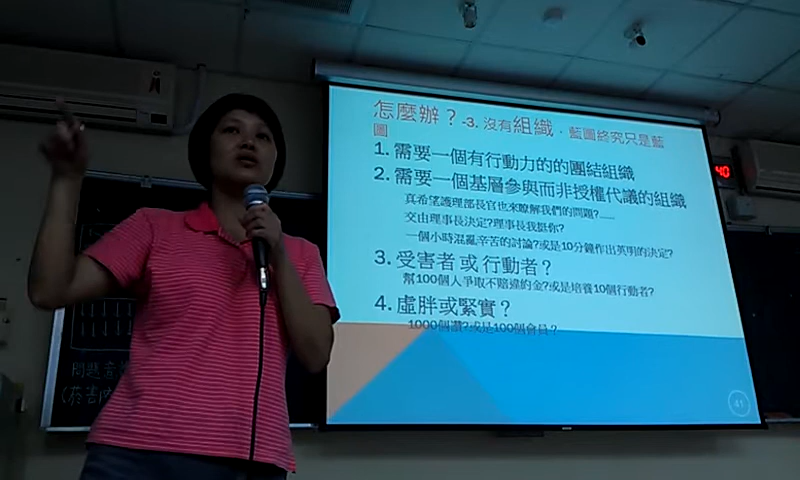 怎麼辦？-3. 沒有組織，藍圖終究只是藍
圖
1. 需要一個有行動力的的團結組織
2. 需要一個基層參與而非授權代議的組織
真希望護理部長官也來瞭解我們的問題?.....
交由理事長決定?理事長我挺你?
一個小時混亂辛苦的討論?或是10分鐘作出英明的決定?
3. 受害者 或 行動者？
幫100個人爭取不賠違約金?或是培養10個行動者?
4. 虛胖或緊實？
1000個讚?或是100個會員？
41
40